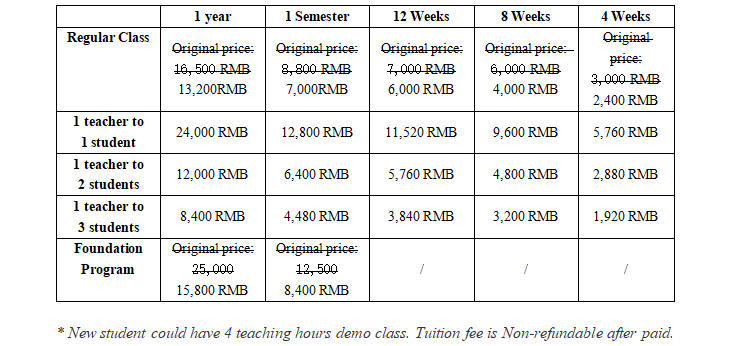 1 year 1 Semester 12 Weeks 8 Weeks 4 Weeks
Regular Class
Original price: 16,500 RMB 13,200RMB
Original price: 8,800 RMB 7,000RMB
Original price: 7,000 RMB 6,000 RMB
Original price: 6,000 RMB 4,000 RMB
Original price: 3,000 RMB 2,400 RMB
1 teacher to 1 student 24,000 RMB 12,800 RMB 11,520 RMB 9,600 RMB 5,760 RMB
1 teacher to 2 students 12,000 RMB 6,400 RMB 5,760 RMB 4,800 RMB 2,880 RMB
1 teacher to 3 students 8,400 RMB 4,480 RMB 3,840 RMB 3,200 RMB 1,920 RMB
Foundation Program
Original price: 25,000 15,800 RMB
Original price: 12,500 8,400 RMB
/ / /
* New student could have 4 teaching hours demo class. Tuition fee is Non-refundable after paid.